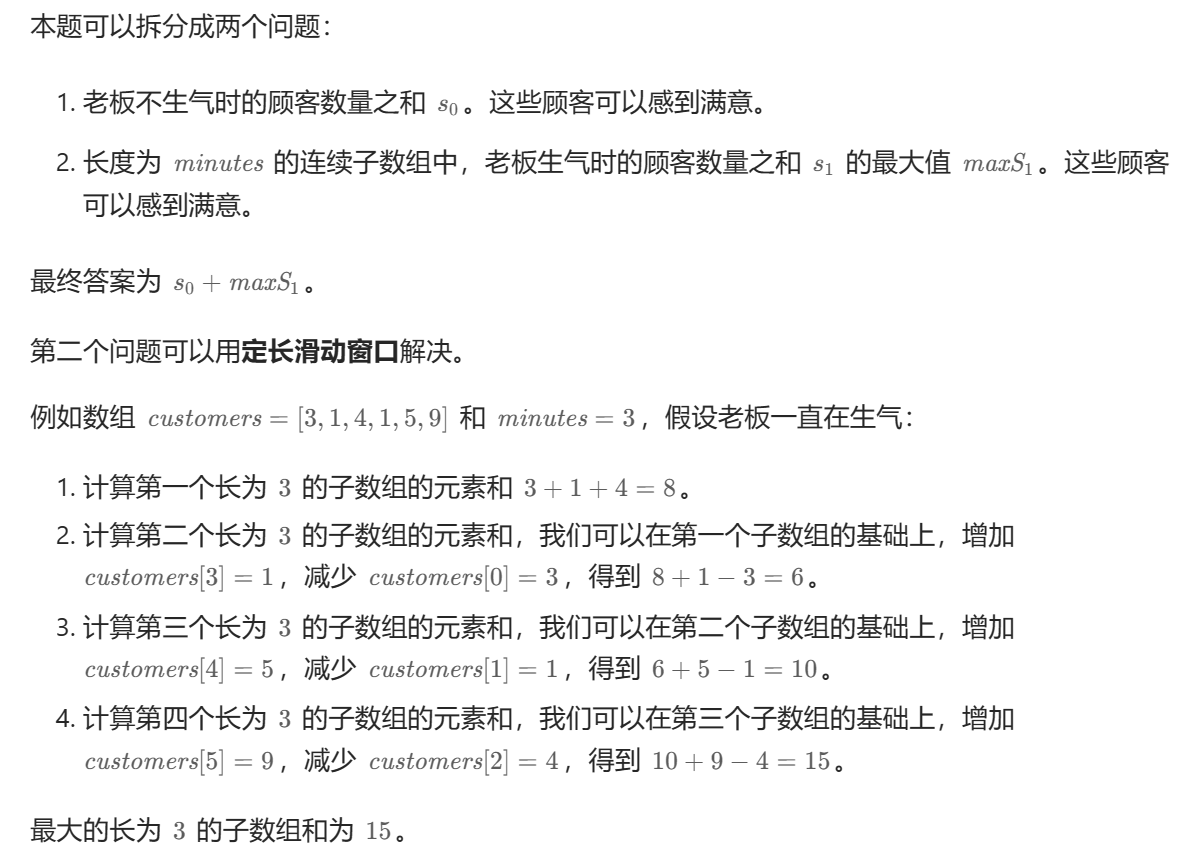 本题可以拆分成两个问题：
1. 老板不生气时的顾客数量之和 s₀。这些顾客可以感到满意。
2. 长度为 minutes 的连续子数组中，老板生气时的顾客数量之和 s₁ 的最大值 maxS₁。这些顾客
可以感到满意。
最终答案为 s₀ + maxS₁。
第二个问题可以用定长滑动窗口解决。
例如数组 customers = [3, 1, 4, 1, 5, 9] 和 minutes = 3，假设老板一直在生气：
1. 计算第一个长为 3 的子数组的元素和 3 + 1 + 4 = 8。
2. 计算第二个长为 3 的子数组的元素和，我们可以在第一个子数组的基础上，增加
customers[3] = 1，减少 customers[0] = 3，得到 8 + 1 − 3 = 6。
3. 计算第三个长为 3 的子数组的元素和，我们可以在第二个子数组的基础上，增加
customers[4] = 5，减少 customers[1] = 1，得到 6 + 5 − 1 = 10。
4. 计算第四个长为 3 的子数组的元素和，我们可以在第三个子数组的基础上，增加
customers[5] = 9，减少 customers[2] = 4，得到 10 + 9 − 4 = 15。
最大的长为 3 的子数组和为 15。